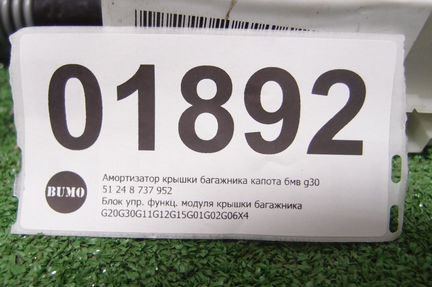 01892
BUMO
Амортизатор крышки багажника капота бмв g30
51 24 8 737 952
Блок упр. функц. модуля крышки багажника
G20G30G11G12G15G01G02G06X4